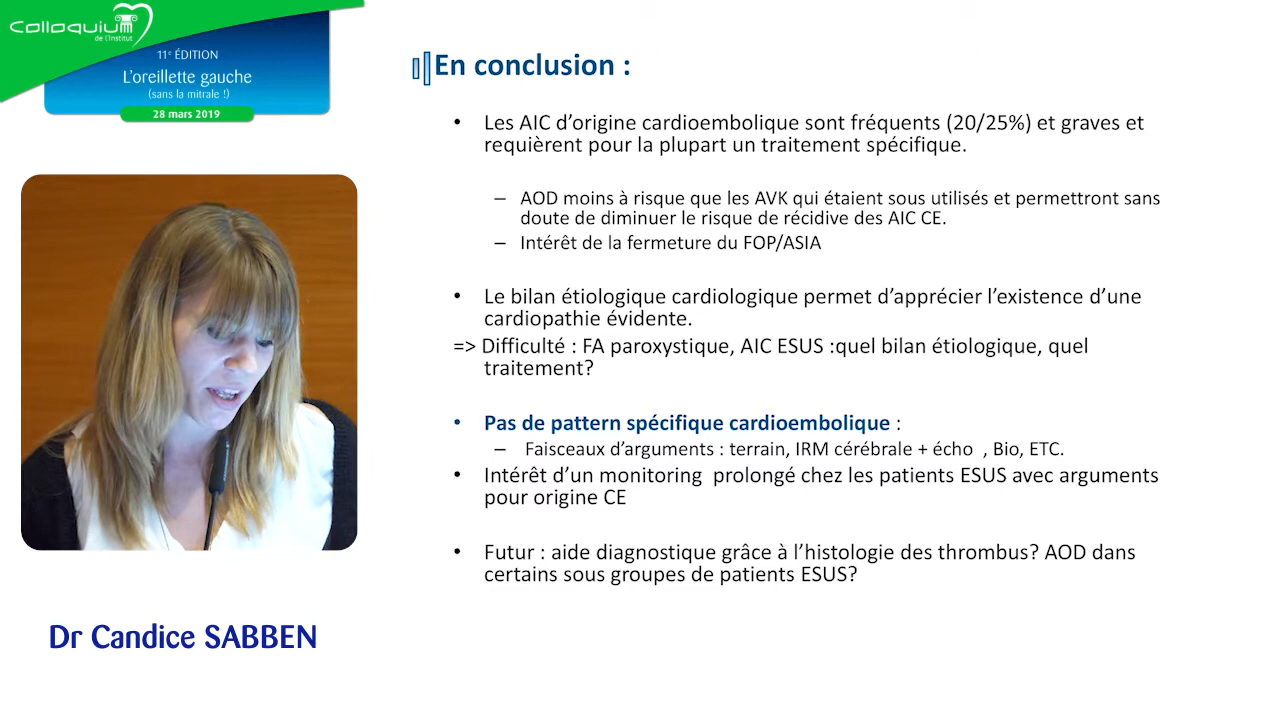 Colloquium
de l'Institut
11e ÉDITION
L'oreillette gauche
(sans la mitrale !)
28 mars 2019
Dr Candice SABBEN
En conclusion :
• Les AIC d'origine cardioembolique sont fréquents (20/25%) et graves et
requièrent pour la plupart un traitement spécifique.
– AOD moins à risque que les AVK qui étaient sous utilisés et permettront sans
doute de diminuer le risque de récidive des AIC CE.
– Intérêt de la fermeture du FOP/ASIA
• Le bilan étiologique cardiologique permet d'apprécier l'existence d'une
cardiopathie évidente.
=> Difficulté : FA paroxystique, AIC ESUS :quel bilan étiologique, quel
traitement?
• Pas de pattern spécifique cardioembolique :
– Faisceaux d'arguments : terrain, IRM cérébrale + écho , Bio, ETC.
• Intérêt d'un monitoring prolongé chez les patients ESUS avec arguments
pour origine CE
• Futur : aide diagnostique grâce à l'histologie des thrombus? AOD dans
certains sous groupes de patients ESUS?